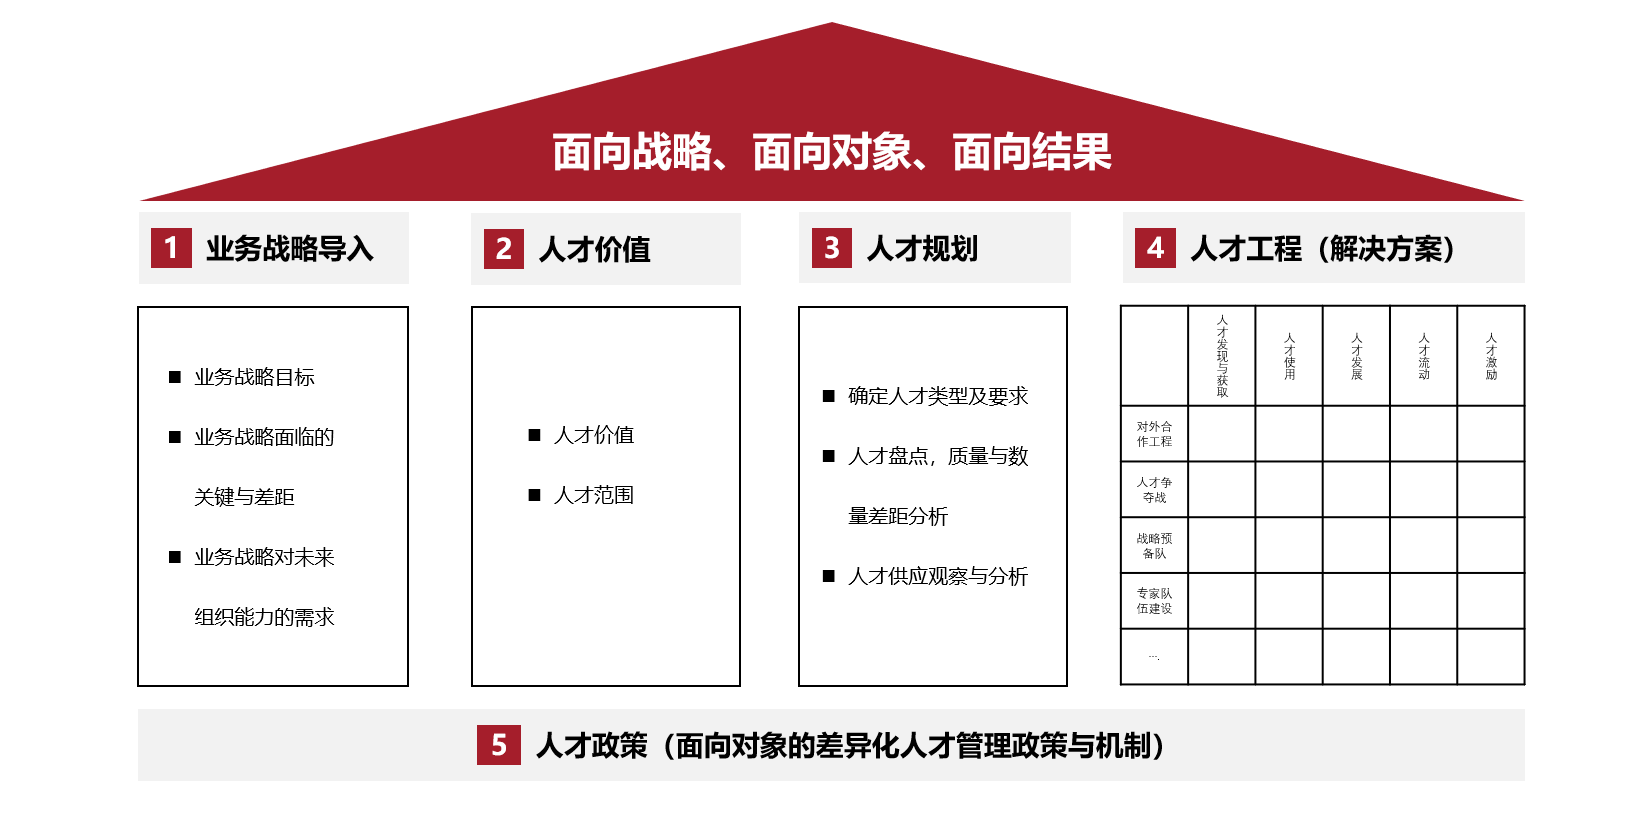 面向战略、面向对象、面向结果
1 业务战略导入
2 人才价值
3 人才规划
4 人才工程（解决方案）
■ 业务战略目标
■ 业务战略面临的
关键与差距
■ 业务战略对未来
组织能力的需求
■ 人才价值
■ 人才范围
■ 确定人才类型及要求
■ 人才盘点，质量与数
量差距分析
■ 人才供应观察与分析
人才发现与获取
人才使用
人才发展
人才流动
人才激励
对外合
作工程
人才争
夺战
战略预
备队
专家队
伍建设
….
5 人才政策（面向对象的差异化人才管理政策与机制）